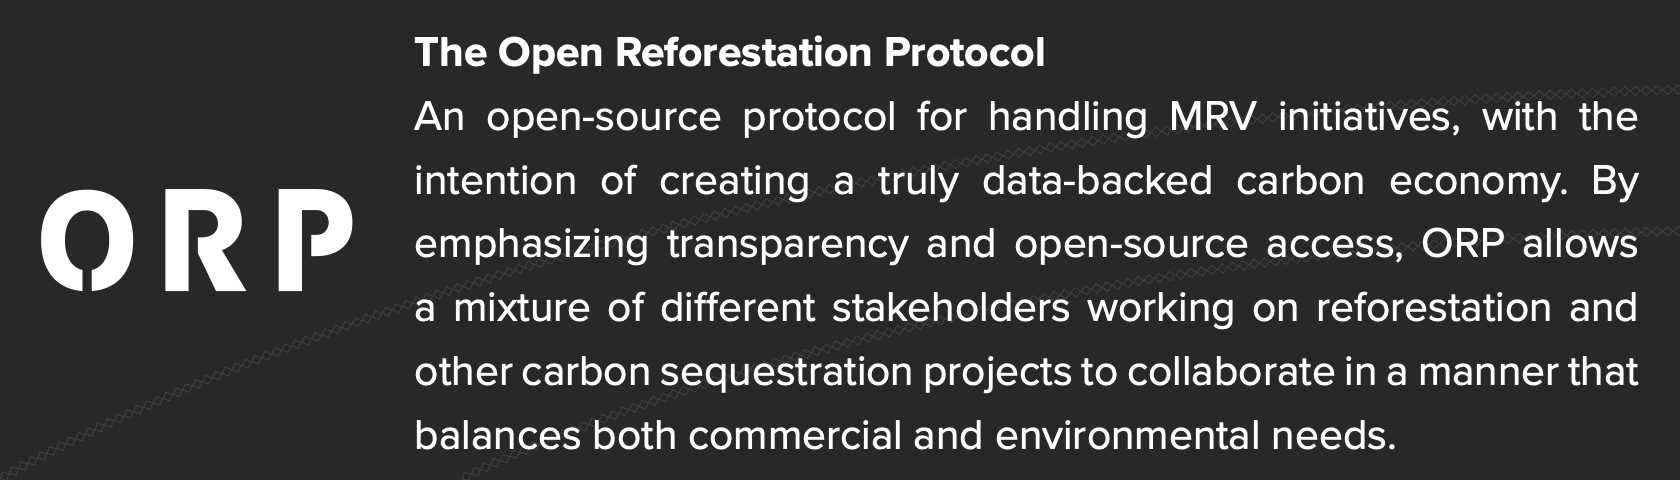 ORP
The Open Reforestation Protocol
An open-source protocol for handling MRV initiatives, with the
intention of creating a truly data-backed carbon economy. By
emphasizing transparency and open-source access, ORP allows
a mixture of different stakeholders working on reforestation and
other carbon sequestration projects to collaborate in a manner that
balances both commercial and environmental needs.